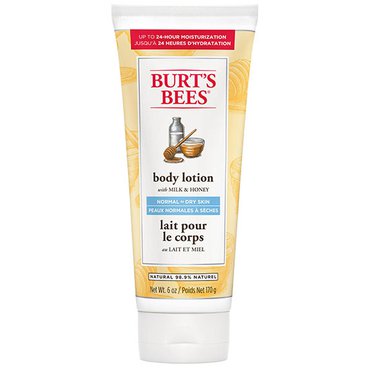 UP TO 24-HOUR MOISTURIZATION
JUSQU'À 24 HEURES D'HYDRATATION
BURT'S
BEES
body lotion
with MILK & HONEY
NORMAL TO DRY SKIN
PEAUX NORMALES À SÈCHES
lait pour
le corps
au LAIT ET MIEL
NATURAL 98.9% NATUREL
Net Wt. 6 oz / Poids Net 170 g